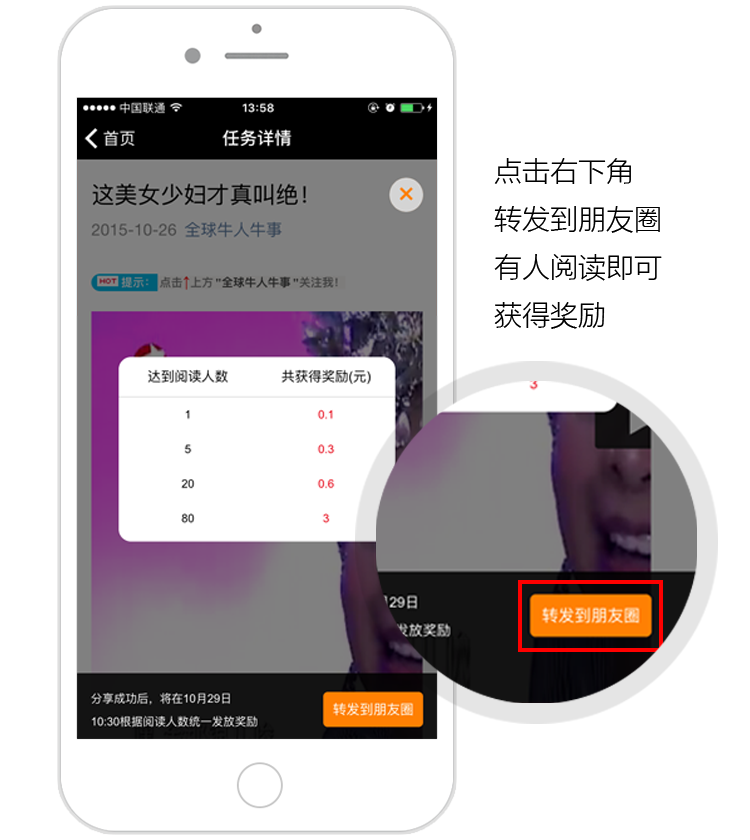 中国联通
13:58
首页
任务详情
这美女少妇才真叫绝！
2015-10-26 全球牛人牛事
HOT 提示： 点击↑上方"全球牛人牛事"关注我！
达到阅读人数 共获得奖励(元)
1 0.1
5 0.3
20 0.6
80 3
分享成功后，将在10月29日
10:30根据阅读人数统一发放奖励
转发到朋友圈
点击右下角
转发到朋友圈
有人阅读即可
获得奖励
3
月29日
发放奖励
转发到朋友圈